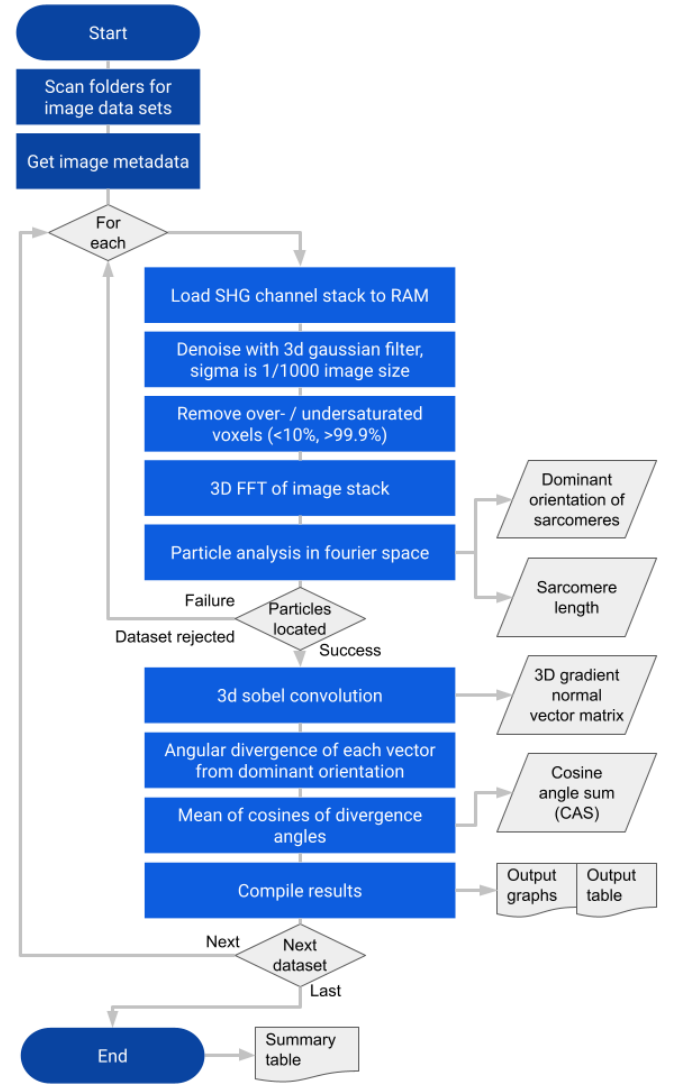 Start
Scan folders for
image data sets
Get image metadata
For
each
Load SHG channel stack to RAM
Denoise with 3d gaussian filter,
sigma is 1/1000 image size
Remove over- / undersaturated
voxels (<10%, >99.9%)
3D FFT of image stack
Dominant
orientation of
sarcomeres
Particle analysis in fourier space
Sarcomere
length
Failure
Particles
located
Dataset rejected
Success
3d sobel convolution
3D gradient
normal
vector matrix
Angular divergence of each vector
from dominant orientation
Mean of cosines of divergence
angles
Cosine
angle sum
(CAS)
Compile results
Output
graphs
Output
table
Next
Next
dataset
Last
End
Summary
table